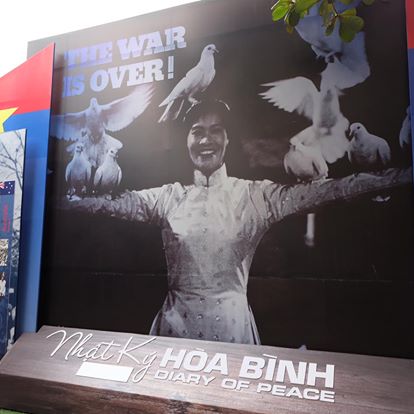 THE WAR
IS OVER!
Nhật Ký HÒA BÌNH
DIARY OF PEACE